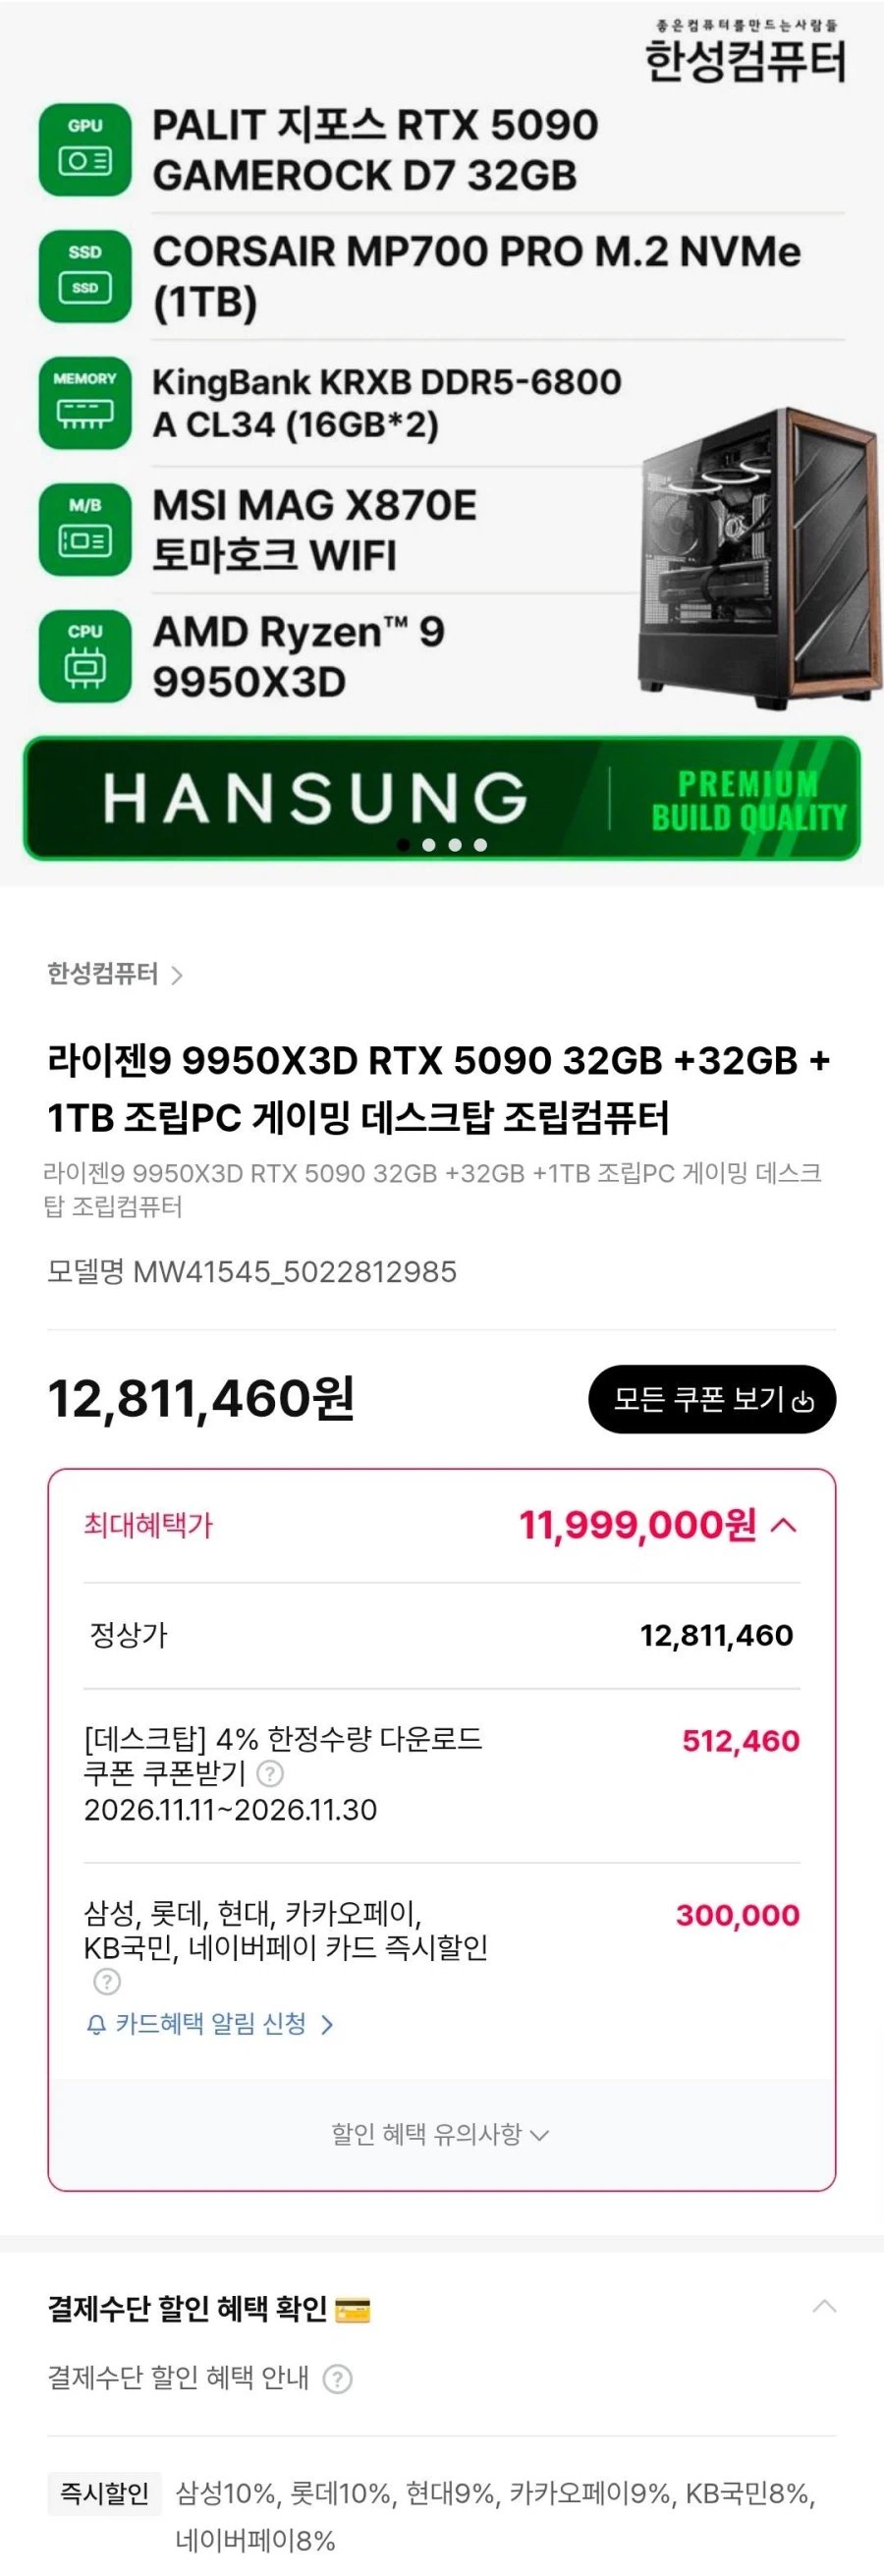 좋은컴퓨터를만드는사람들
한성컴퓨터
GPU
PALIT 지포스 RTX 5090
GAMEROCK D7 32GB
SSD
SSD
CORSAIR MP700 PRO M.2 NVMe
(1TB)
MEMORY
KingBank KRXB DDR5-6800
A CL34 (16GB*2)
M/B
MSI MAG X870E
토마호크 WIFI
CPU
AMD Ryzen™ 9
9950X3D
HANSUNG
PREMIUM
BUILD QUALITY
한성컴퓨터 >
라이젠9 9950X3D RTX 5090 32GB +32GB +
1TB 조립PC 게이밍 데스크탑 조립컴퓨터
라이젠9 9950X3D RTX 5090 32GB +32GB +1TB 조립PC 게이밍 데스크
탑 조립컴퓨터
모델명 MW41545_5022812985
12,811,460원
모든 쿠폰 보기
최대혜택가 11,999,000원
정상가 12,811,460
[데스크탑] 4% 한정수량 다운로드 512,460
쿠폰 쿠폰받기 ?
2026.11.11~2026.11.30
삼성, 롯데, 현대, 카카오페이, 300,000
KB국민, 네이버페이 카드 즉시할인
?
카드혜택 알림 신청 >
할인 혜택 유의사항
결제수단 할인 혜택 확인 💳
결제수단 할인 혜택 안내 ?
즉시할인 삼성10%, 롯데10%, 현대9%, 카카오페이9%, KB국민8%,
네이버페이8%